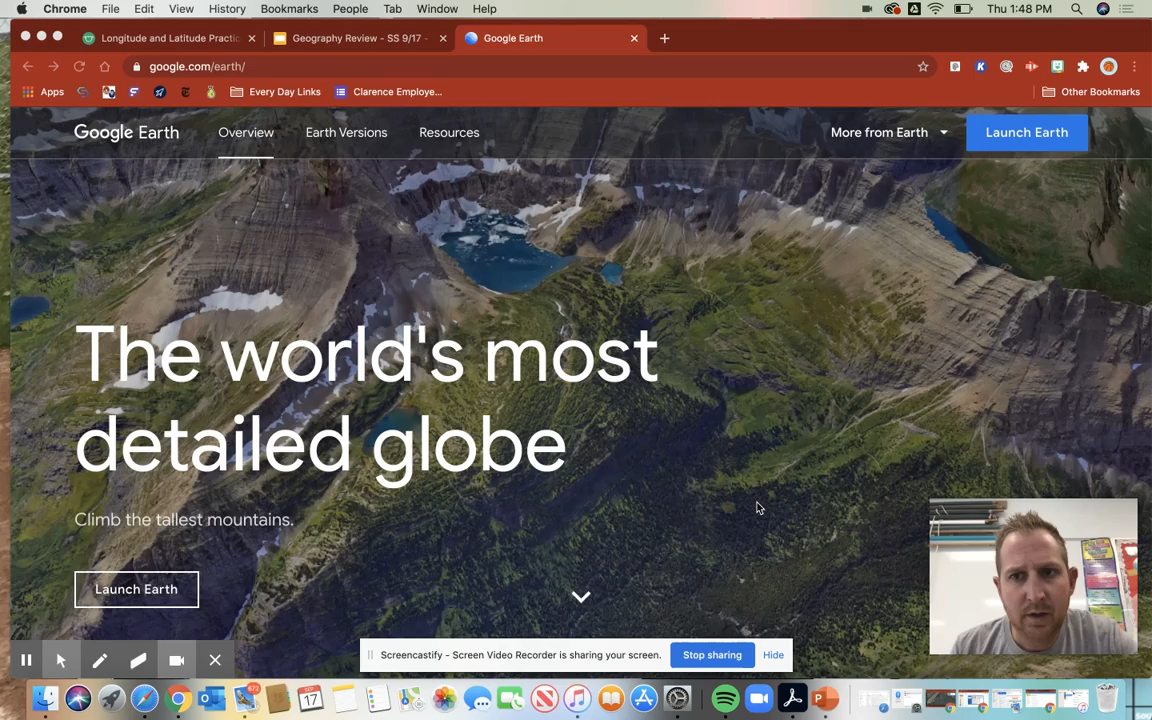 Chrome File Edit View History Bookmarks People Tab Window Help Thu 1:48 PM
Longitude and Latitude Practic Geography Review - SS 9/17 - Google Earth
google.com/earth/
Apps Every Day Links Clarence Employe... Other Bookmarks
Google Earth Overview Earth Versions Resources More from Earth Launch Earth
The world's most
detailed globe
Climb the tallest mountains.
Launch Earth
Screencastify - Screen Video Recorder is sharing your screen. Stop sharing Hide
SEP
17
672